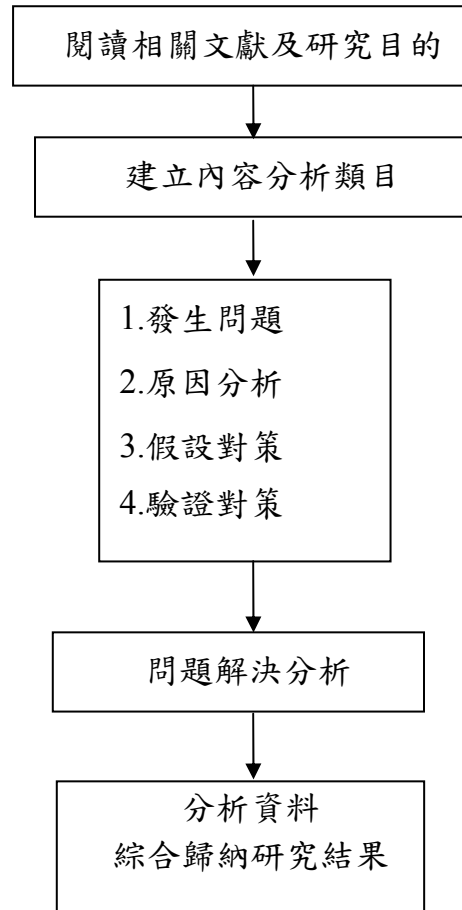 閱讀相關文獻及研究目的
建立內容分析類目
1.發生問題
2.原因分析
3.假設對策
4.驗證對策
問題解決分析
分析資料
綜合歸納研究結果